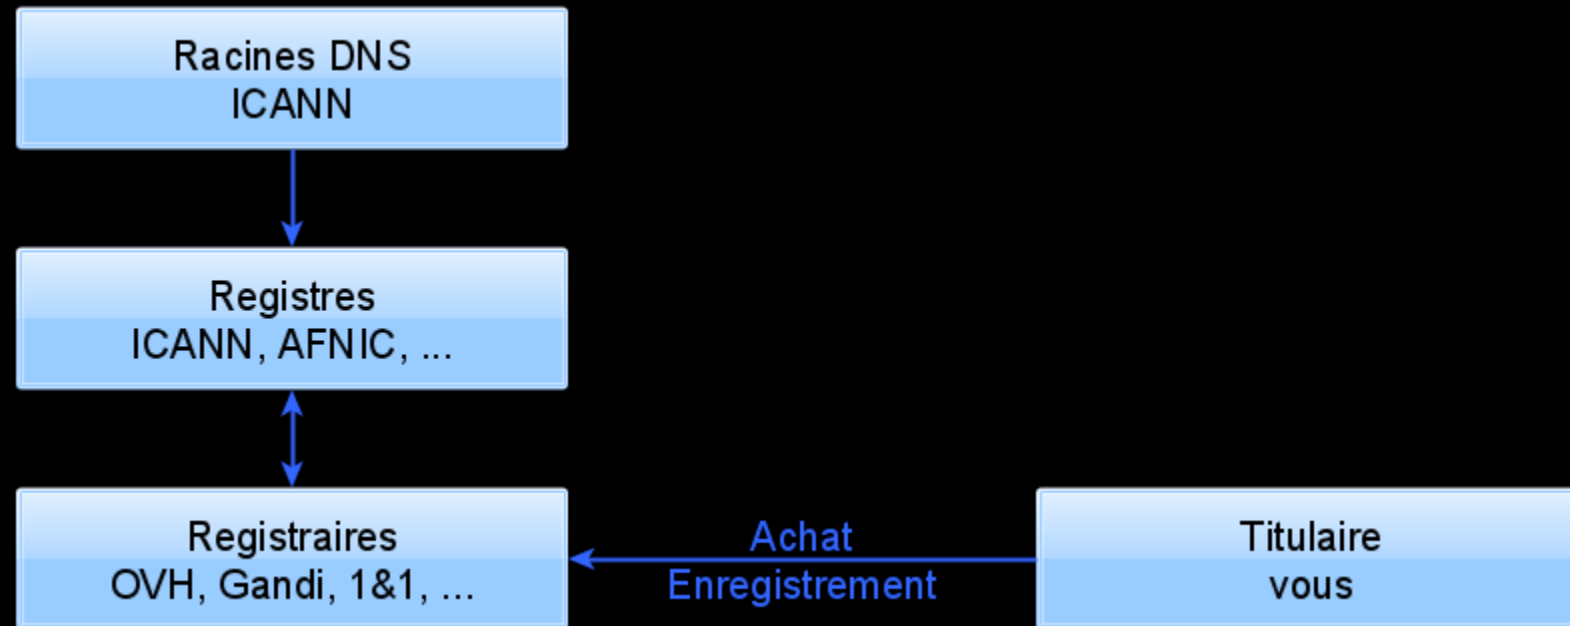 Racines DNS
ICANN
Registres
ICANN, AFNIC, ...
Registraires
OVH, Gandi, 1&1, ...
Achat
Enregistrement
Titulaire
vous